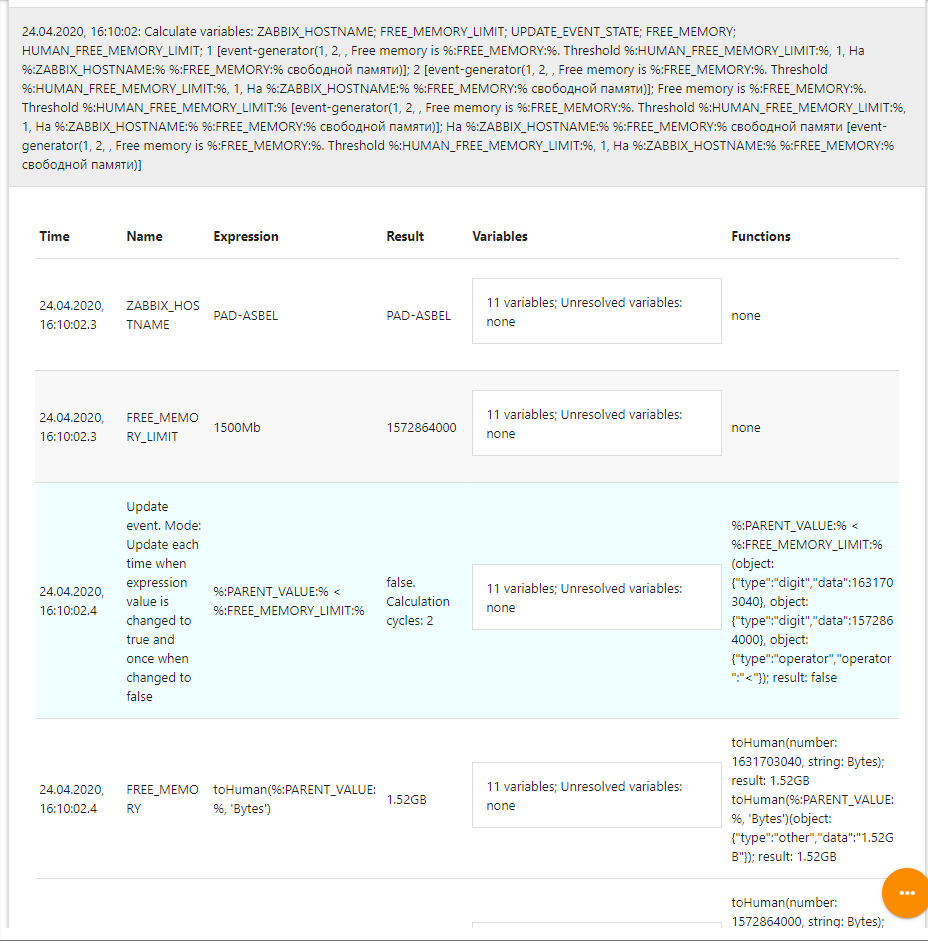 24.04.2020, 16:10:02: Calculate variables: ZABBIX_HOSTNAME; FREE_MEMORY_LIMIT; UPDATE_EVENT_STATE; FREE_MEMORY;
HUMAN_FREE_MEMORY_LIMIT; 1 [event-generator(1, 2, , Free memory is %:FREE_MEMORY:%. Threshold %:HUMAN_FREE_MEMORY_LIMIT:%, 1, На
%:ZABBIX_HOSTNAME:% %:FREE_MEMORY:% свободной памяти)]; 2 [event-generator(1, 2, , Free memory is %:FREE_MEMORY:%. Threshold
%:HUMAN_FREE_MEMORY_LIMIT:%, 1, На %:ZABBIX_HOSTNAME:% %:FREE_MEMORY:% свободной памяти)]; Free memory is %:FREE_MEMORY:%.
Threshold %:HUMAN_FREE_MEMORY_LIMIT:% [event-generator(1, 2, , Free memory is %:FREE_MEMORY:%. Threshold %:HUMAN_FREE_MEMORY_LIMIT:%,
1, На %:ZABBIX_HOSTNAME:% %:FREE_MEMORY:% свободной памяти)]; На %:ZABBIX_HOSTNAME:% %:FREE_MEMORY:% свободной памяти [event-
generator(1, 2, , Free memory is %:FREE_MEMORY:%. Threshold %:HUMAN_FREE_MEMORY_LIMIT:%, 1, На %:ZABBIX_HOSTNAME:% %:FREE_MEMORY:%
свободной памяти)]
Time Name Expression Result Variables Functions
24.04.2020,
16:10:02.3
ZABBIX_HOS
TNAME
PAD-ASBEL
PAD-ASBEL
11 variables; Unresolved variables:
none
none
24.04.2020,
16:10:02.3
FREE_MEMO
RY_LIMIT
1500Mb
1572864000
11 variables; Unresolved variables:
none
none
24.04.2020,
16:10:02.4
Update
event. Mode:
Update each
time when
expression
value is
changed to
true and
once when
changed to
false
%:PARENT_VALUE:% <
%:FREE_MEMORY_LIMIT:%
false.
Calculation
cycles: 2
11 variables; Unresolved variables:
none
%:PARENT_VALUE:% <
%:FREE_MEMORY_LIMIT:%
(object:
{"type":"digit","data":163170
3040}, object:
{"type":"digit","data":157286
4000}, object:
{"type":"operator","operator
":"<"}); result: false
24.04.2020,
16:10:02.4
FREE_MEMO
RY
toHuman(%:PARENT_VALUE:
%, 'Bytes')
1.52GB
11 variables; Unresolved variables:
none
toHuman(number:
1631703040, string: Bytes);
result: 1.52GB
toHuman(%:PARENT_VALUE:
%, 'Bytes')(object:
{"type":"other","data":"1.52G
B"}); result: 1.52GB
toHuman(number:
1572864000, string: Bytes);